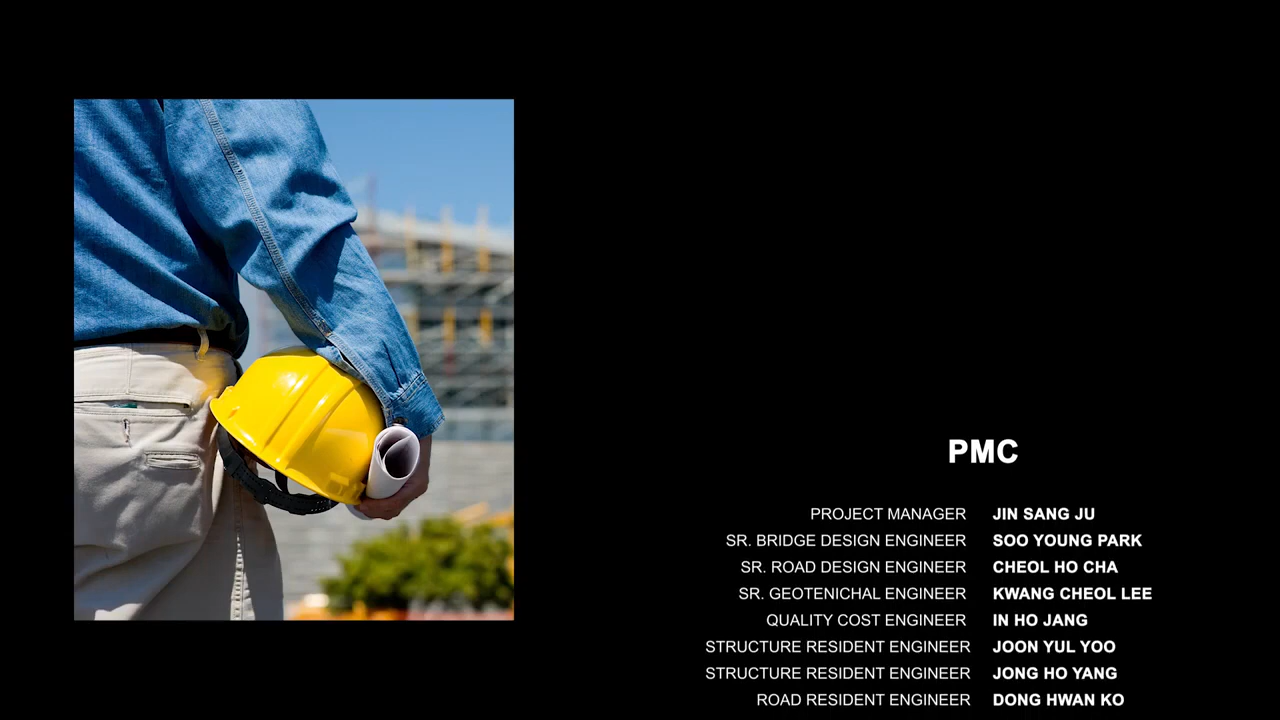 PMC
PROJECT MANAGER JIN SANG JU
SR. BRIDGE DESIGN ENGINEER SOO YOUNG PARK
SR. ROAD DESIGN ENGINEER CHEOL HO CHA
SR. GEOTENICHAL ENGINEER KWANG CHEOL LEE
QUALITY COST ENGINEER IN HO JANG
STRUCTURE RESIDENT ENGINEER JOON YUL YOO
STRUCTURE RESIDENT ENGINEER JONG HO YANG
ROAD RESIDENT ENGINEER DONG HWAN KO